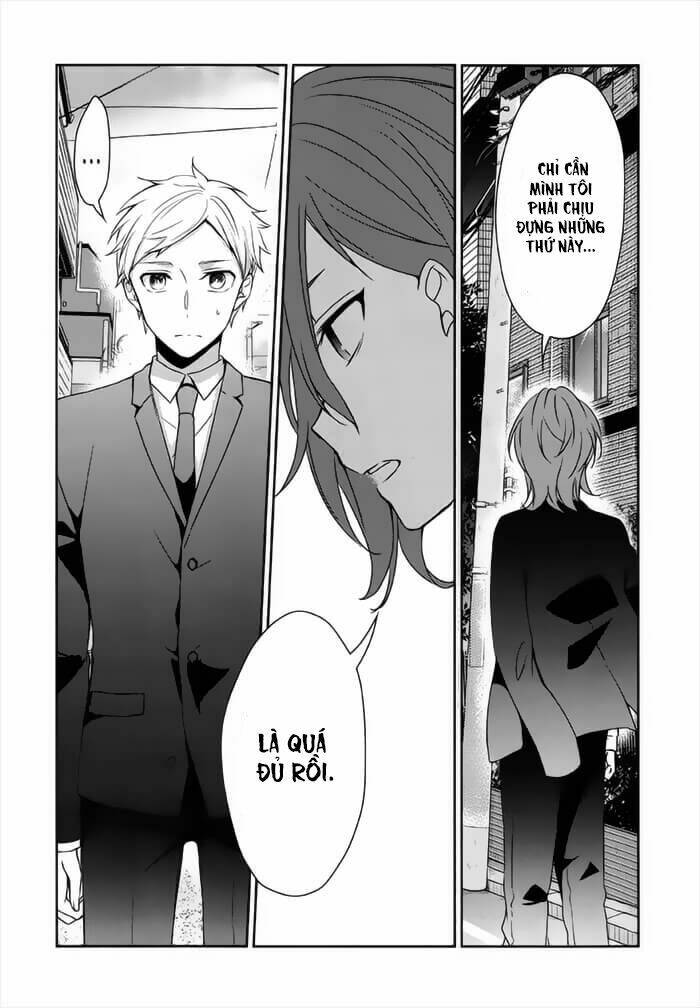 CHỈ CẦN
MÌNH TÔI
PHẢI CHỊU
ĐỰNG NHỮNG
THỨ NÀY...
LÀ QUÁ
ĐỦ RỒI.
...